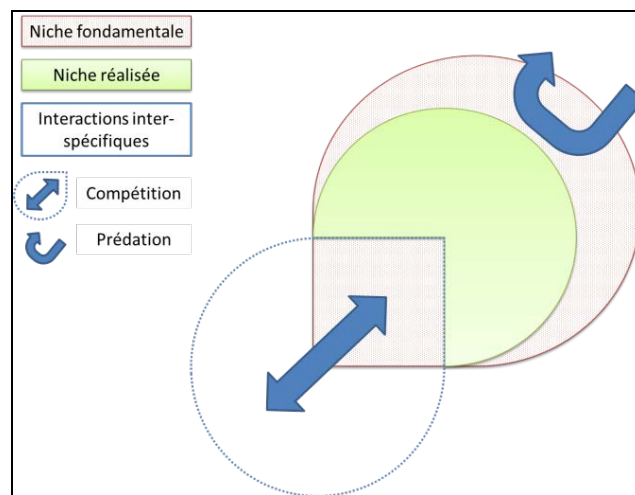 Niche fondamentale
Niche réalisée
Interactions inter-
spécifiques
Compétition
Prédation